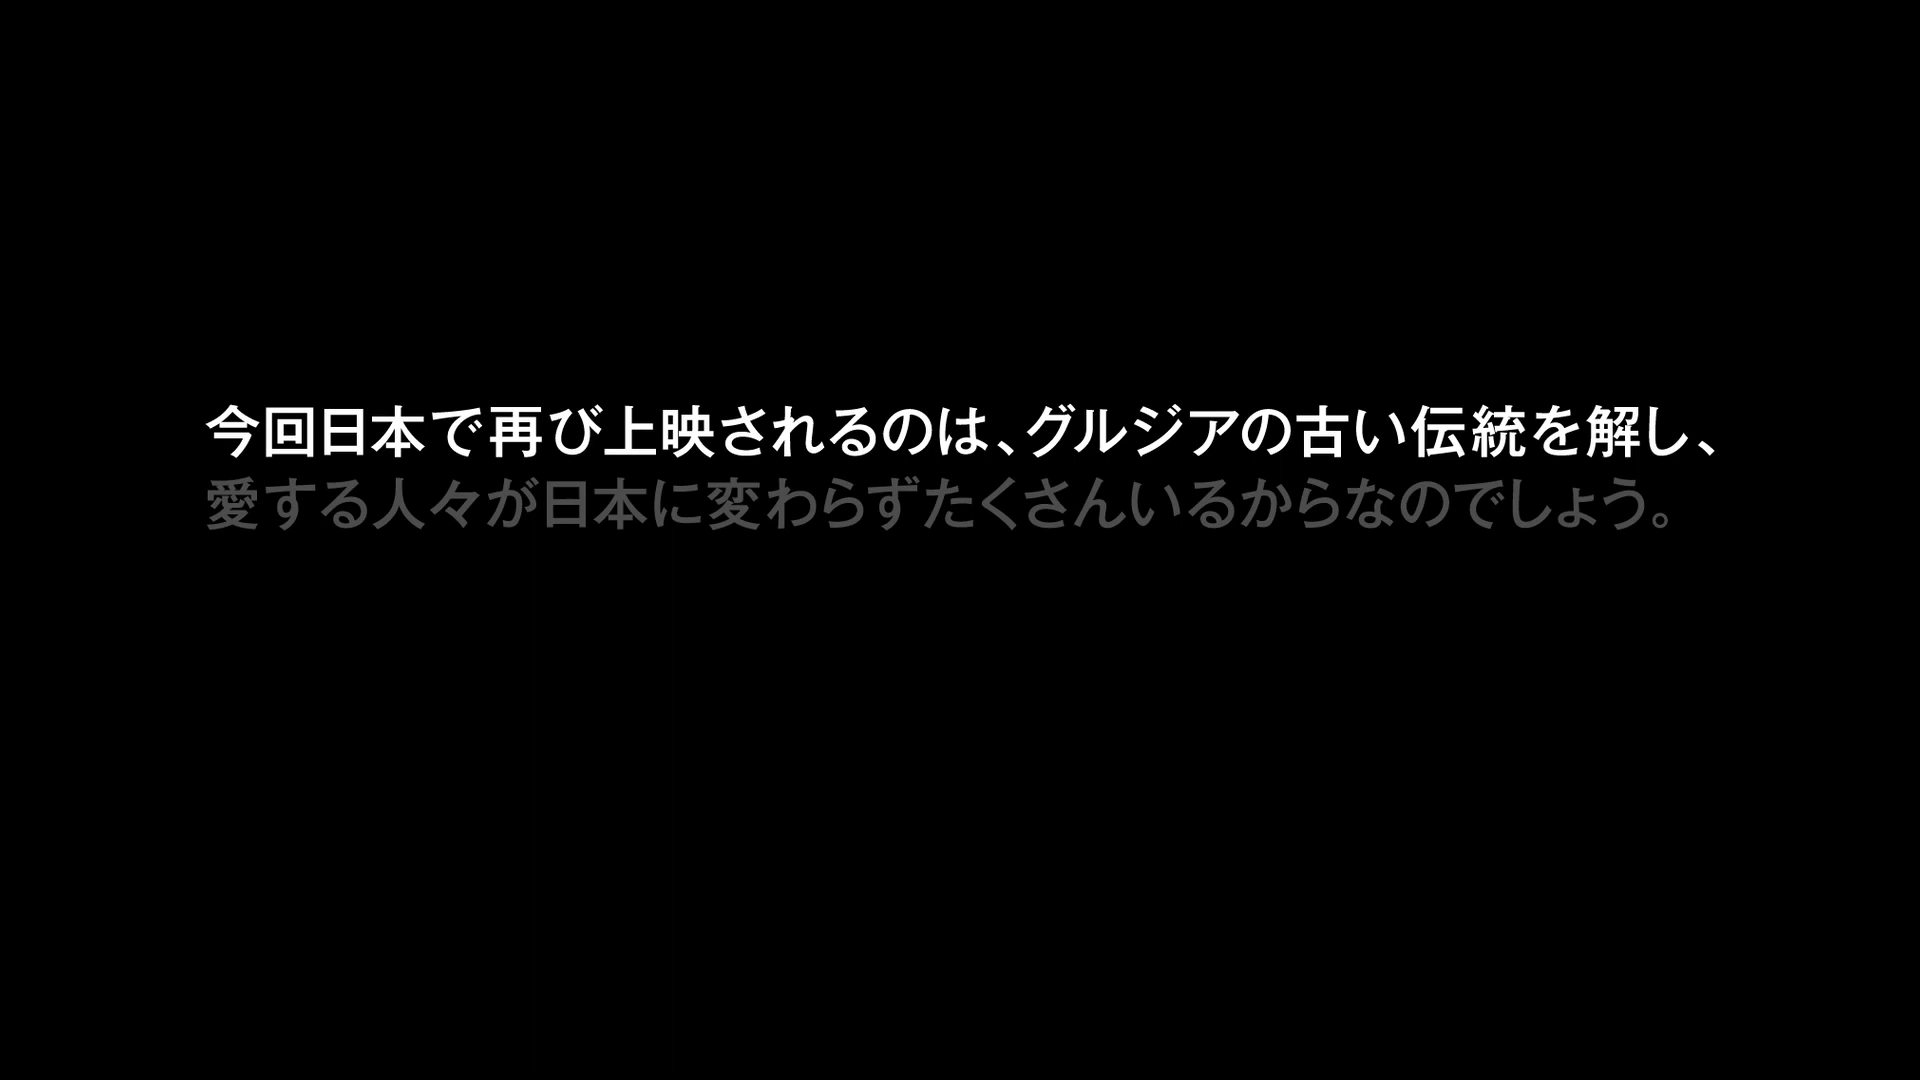 今回日本で再び上映されるのは、グルジアの古い伝統を解し、
愛する人々が日本に変わらずたくさんいるからなのでしょう。